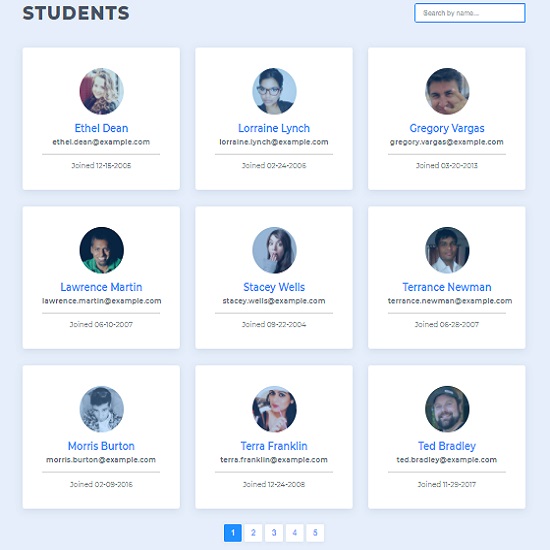 STUDENTS
Search by name...
Ethel Dean
ethel.dean@example.com
Joined 12-15-2005
Lorraine Lynch
lorraine.lynch@example.com
Joined 02-24-2006
Gregory Vargas
gregory.vargas@example.com
Joined 03-20-2013
Lawrence Martin
lawrence.martin@example.com
Joined 06-10-2007
Stacey Wells
stacey.wells@example.com
Joined 09-22-2004
Terrance Newman
terrance.newman@example.com
Joined 06-28-2007
Morris Burton
morris.burton@example.com
Joined 02-09-2016
Terra Franklin
terra.franklin@example.com
Joined 12-24-2008
Ted Bradley
ted.bradley@example.com
Joined 11-29-2017
1 2 3 4 5